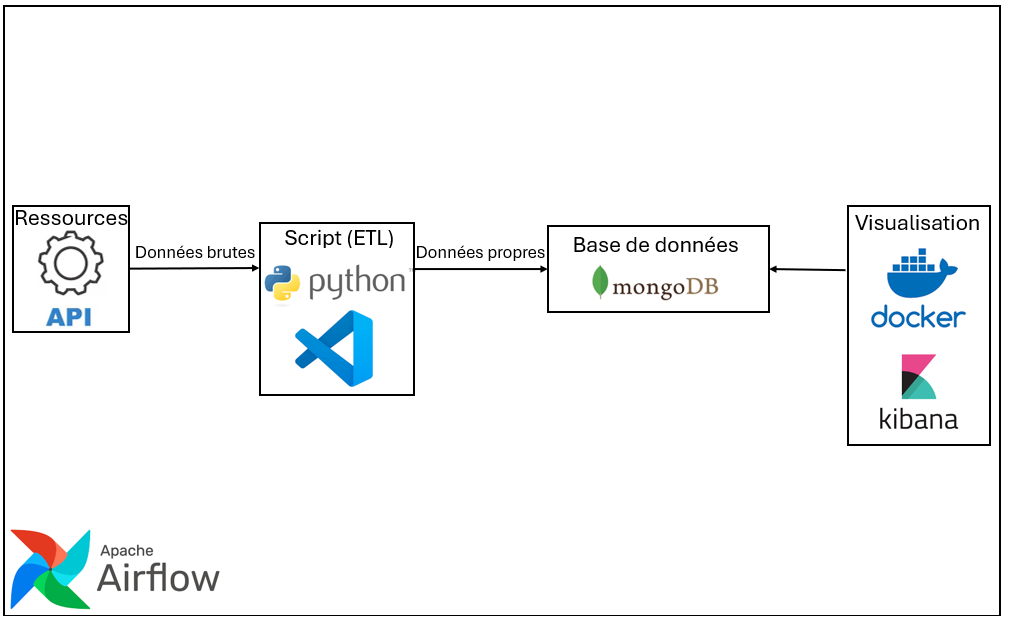 Ressources
API
Données brutes
Script (ETL)
python
Données propres
Base de données
mongoDB
Visualisation
docker
kibana
Apache
Airflow